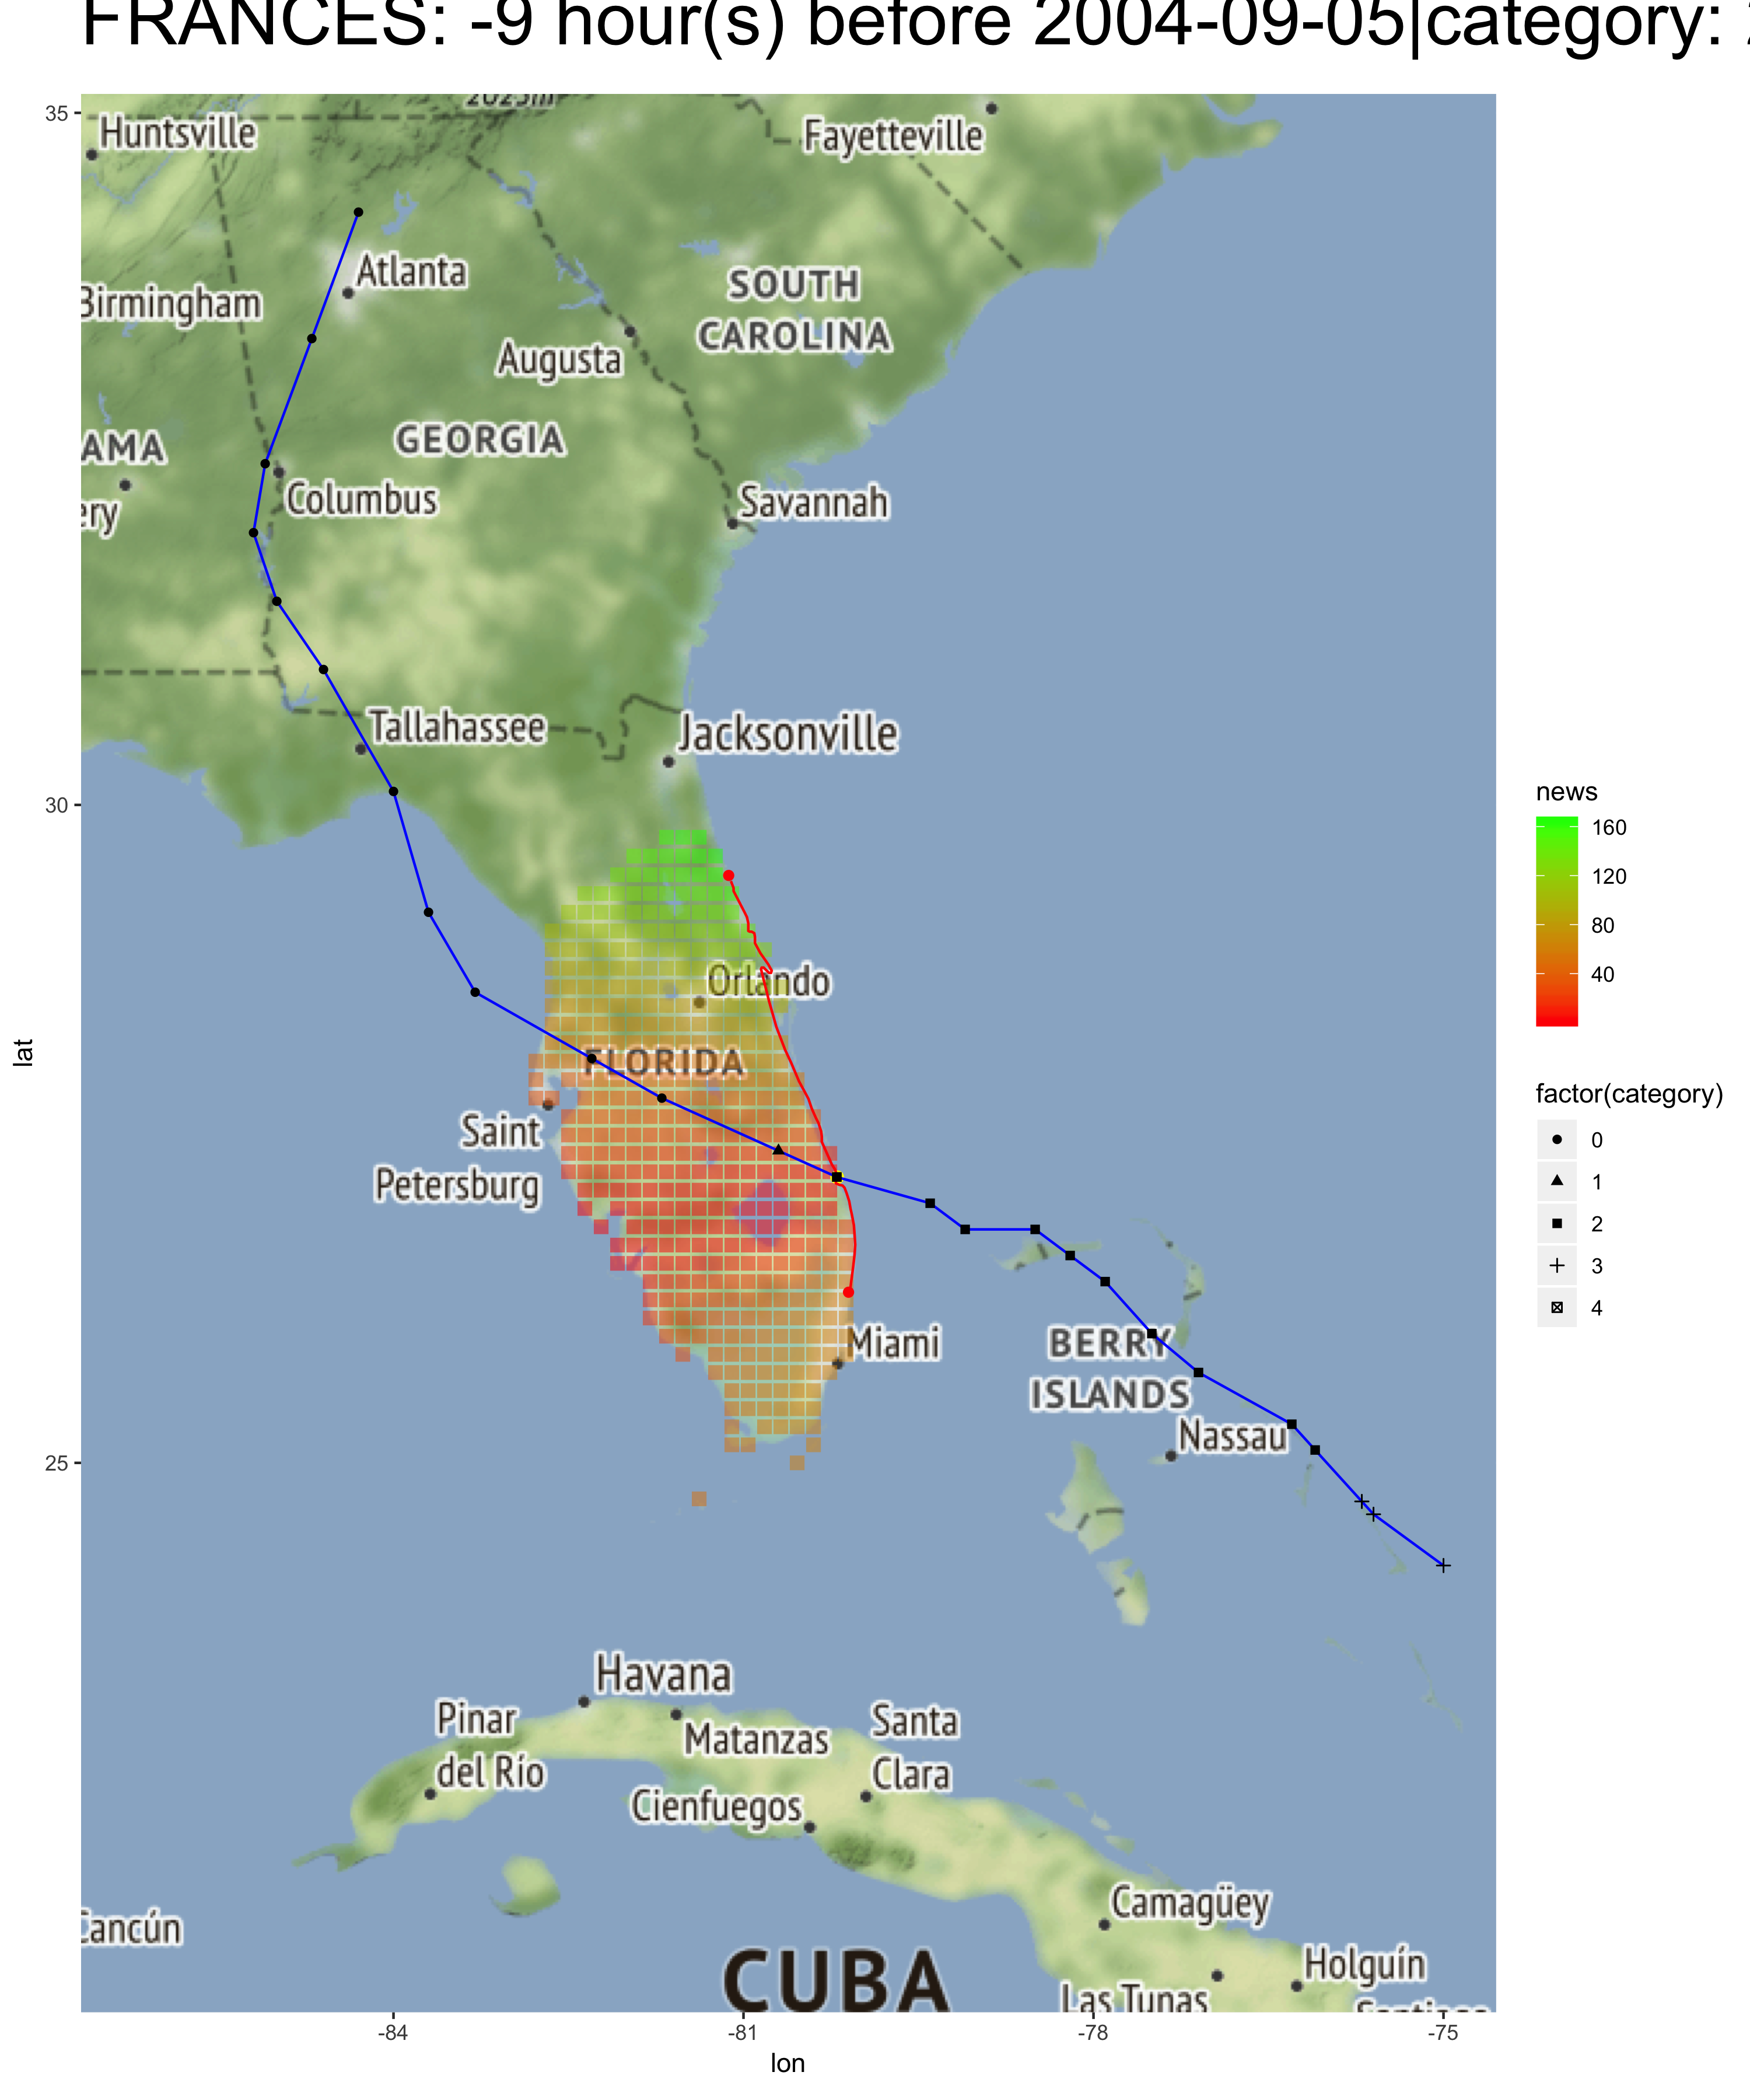 FRANCES: -9 hour(s) before 2004-09-05|category:
35
Huntsville
Fayetteville
Atlanta
Birmingham
SOUTH
CAROLINA
Augusta
GEORGIA
AMA
Columbus
ery
Savannah
Tallahassee
Jacksonville
30
lat
Orlando
FLORIDA
Saint
Petersburg
Miami
BERRY
ISLANDS
Nassau
25
Havana
Pinar
del Río
Matanzas
Santa
Clara
Cienfuegos
Camagüey
Cancún
Holguín
CUBA
Las Tunas
-84
-81
-78
-75
lon
news
160
120
80
40
factor(category)
0
1
2
3
4